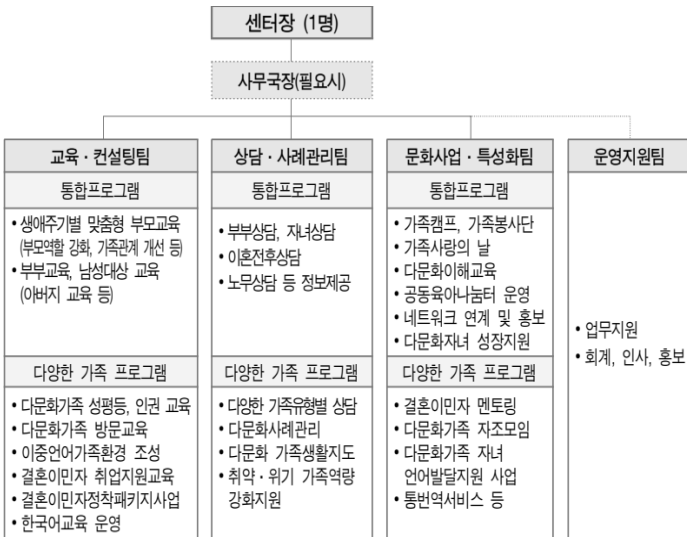 센터장 (1명)
사무국장(필요시)
교육 · 컨설팅팀
통합프로그램
• 생애주기별 맞춤형 부모교육
(부모역할 강화, 가족관계 개선 등)
• 부부교육, 남성대상 교육
(아버지 교육 등)
다양한 가족 프로그램
• 다문화가족 성평등, 인권 교육
• 다문화가족 방문교육
• 이중언어가족환경 조성
• 결혼이민자 취업지원교육
• 결혼이민자정착패키지사업
• 한국어교육 운영
상담 · 사례관리팀
통합프로그램
• 부부상담, 자녀상담
• 이혼전후상담
• 노무상담 등 정보제공
다양한 가족 프로그램
• 다양한 가족유형별 상담
• 다문화사례관리
• 다문화 가족생활지도
• 취약 · 위기 가족역량
강화지원
문화사업 · 특성화팀
통합프로그램
• 가족캠프, 가족봉사단
• 가족사랑의 날
• 다문화이해교육
• 공동육아나눔터 운영
• 네트워크 연계 및 홍보
• 다문화자녀 성장지원
다양한 가족 프로그램
• 결혼이민자 멘토링
• 다문화가족 자조모임
• 다문화가족 자녀
언어발달지원 사업
• 통번역서비스 등
운영지원팀
• 업무지원
• 회계, 인사, 홍보